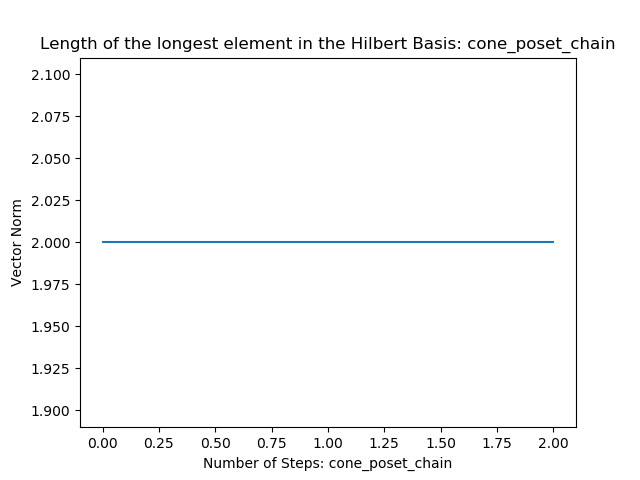 Length of the longest element in the Hilbert Basis: cone_poset_chain
2.100
2.075
2.050
2.025
2.000
1.975
1.950
1.925
1.900
Vector Norm
0.00 0.25 0.50 0.75 1.00 1.25 1.50 1.75 2.00
Number of Steps: cone_poset_chain